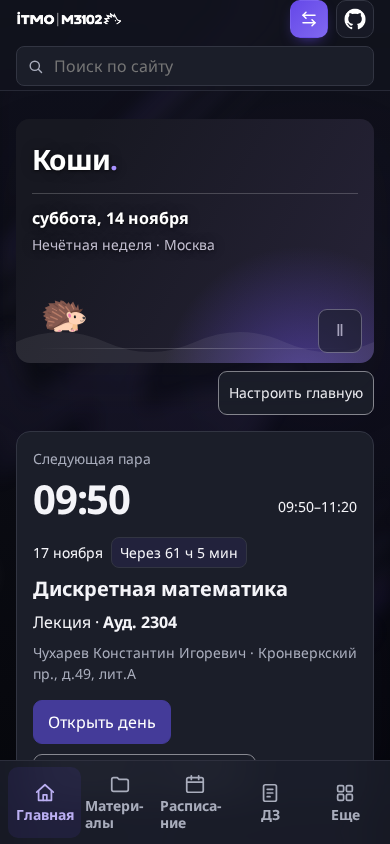 iTMO | M3102
Поиск по сайту
Коши.
суббота, 14 ноября
Нечётная неделя · Москва
Настроить главную
Следующая пара
09:50
09:50–11:20
17 ноября
Через 61 ч 5 мин
Дискретная математика
Лекция · Ауд. 2304
Чухарев Константин Игоревич · Кронверкский
пр., д.49, лит.А
Открыть день
Главная
Матери-
алы
Расписа-
ние
ДЗ
Еще